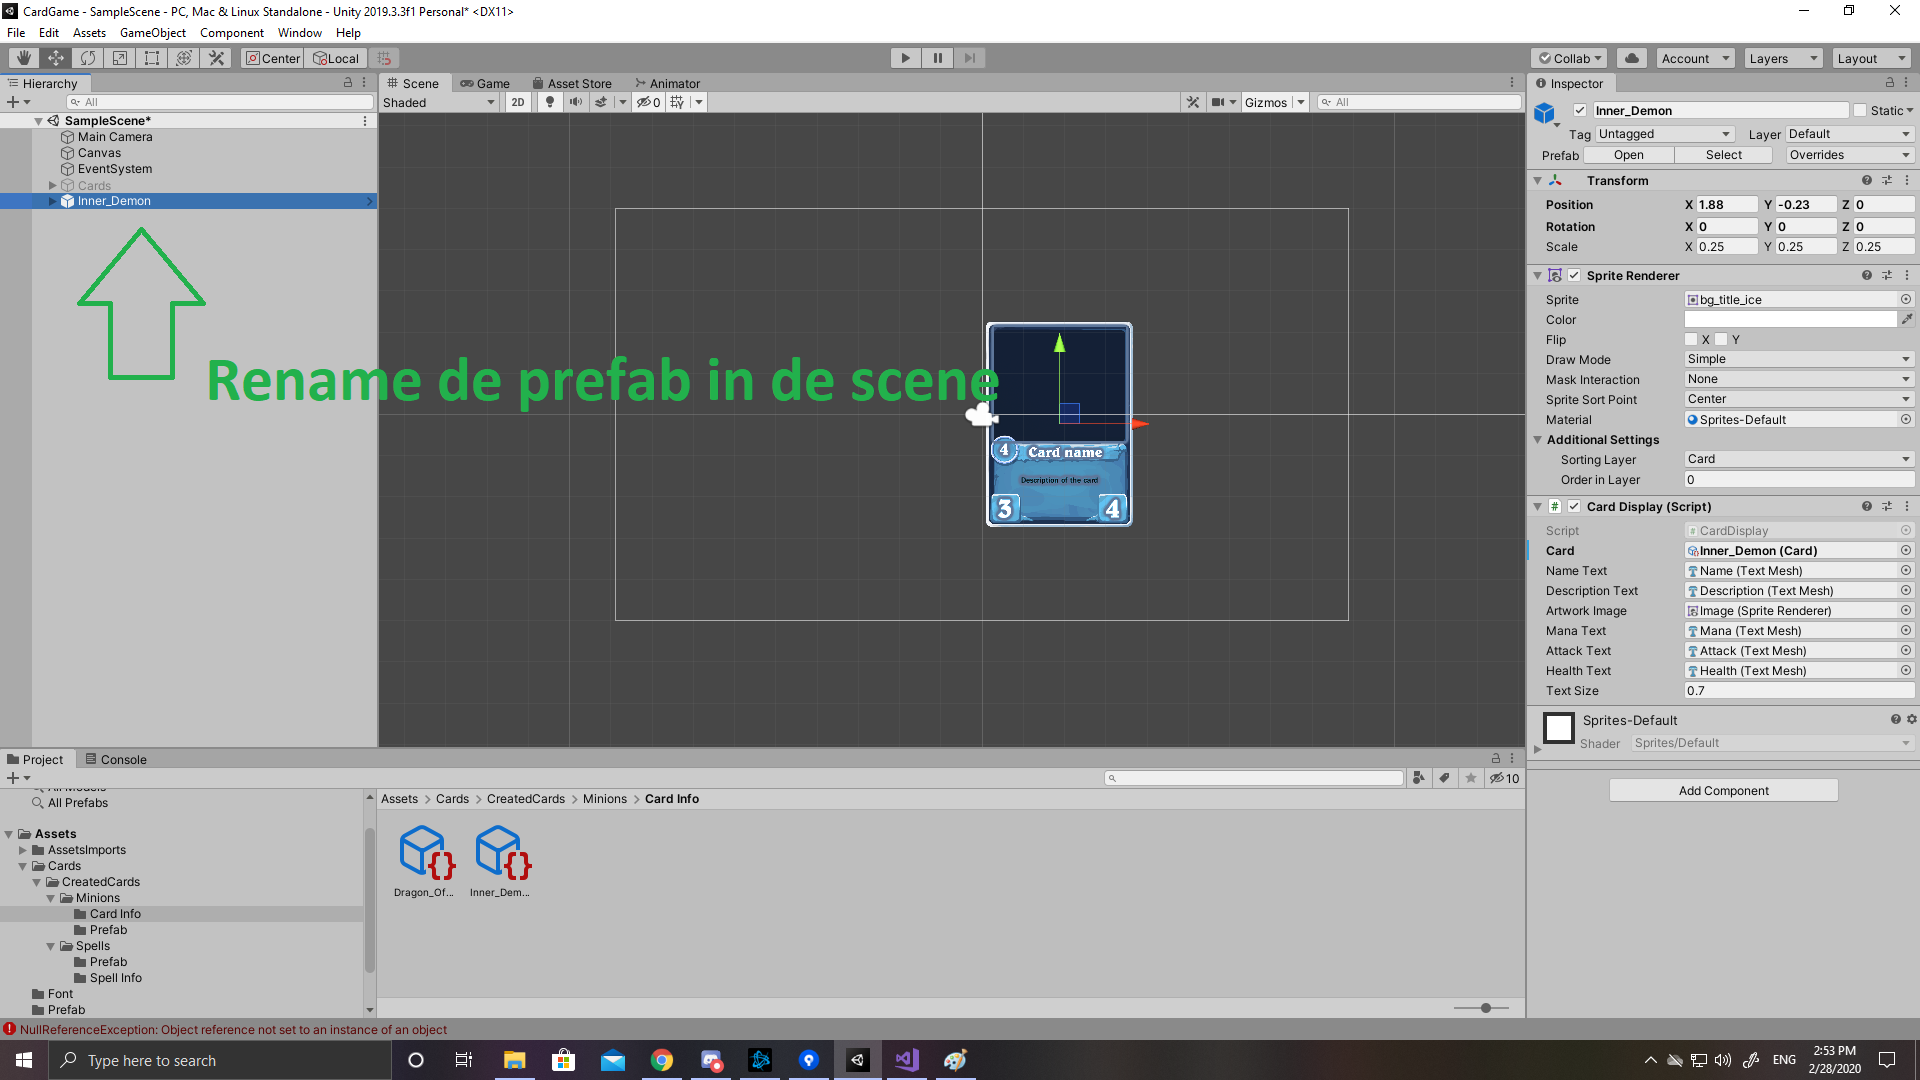 CardGame - SampleScene - PC, Mac & Linux Standalone - Unity 2019.3.3f1 Personal* <DX11>
File Edit Assets GameObject Component Window Help
Center Local
Collab Account Layers Layout
Hierarchy
All
SampleScene*
Main Camera
Canvas
EventSystem
Cards
Inner_Demon
Rename de prefab in de scene
Scene Game Asset Store Animator
Shaded 2D 0 Gizmos All
4 Card name
Description of the card
3 4
Inspector
Inner_Demon Static
Tag Untagged Layer Default
Prefab Open Select Overrides
Transform
Position X 1.88 Y -0.23 Z 0
Rotation X 0 Y 0 Z 0
Scale X 0.25 Y 0.25 Z 0.25
Sprite Renderer
Sprite bg_title_ice
Color
Flip X Y
Draw Mode Simple
Mask Interaction None
Sprite Sort Point Center
Material Sprites-Default
Additional Settings
Sorting Layer Card
Order in Layer 0
# Card Display (Script)
Script CardDisplay
Card Inner_Demon (Card)
Name Text Name (Text Mesh)
Description Text Description (Text Mesh)
Artwork Image Image (Sprite Renderer)
Mana Text Mana (Text Mesh)
Attack Text Attack (Text Mesh)
Health Text Health (Text Mesh)
Text Size 0.7
Sprites-Default
Shader Sprites/Default
Add Component
Project Console
10
All Models
All Prefabs
Assets
AssetsImports
Cards
CreatedCards
Minions
Card Info
Prefab
Spells
Prefab
Spell Info
Font
Prefab
Assets > Cards > CreatedCards > Minions > Card Info
Dragon_Of... Inner_Dem...
NullReferenceException: Object reference not set to an instance of an object
Type here to search
ENG
2:53 PM
2/28/2020